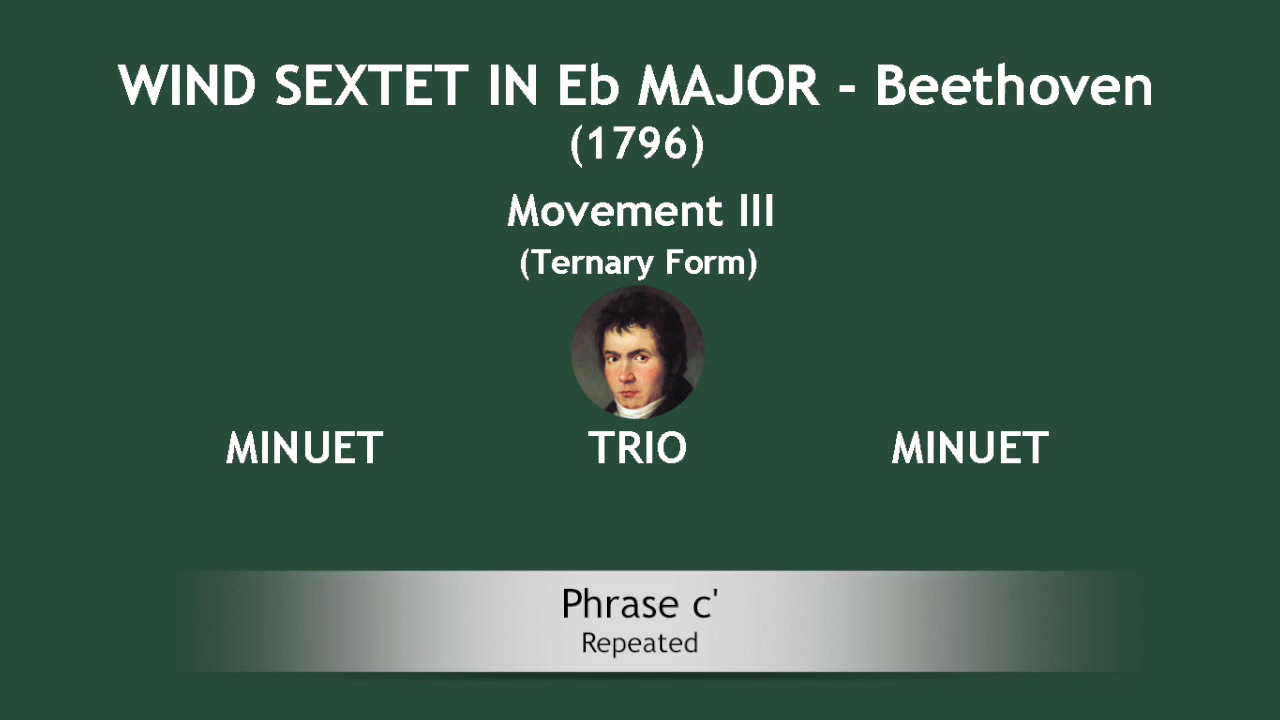 WIND SEXTET IN Eb MAJOR - Beethoven
(1796)
Movement III
(Ternary Form)
MINUET TRIO MINUET
Phrase c'
Repeated